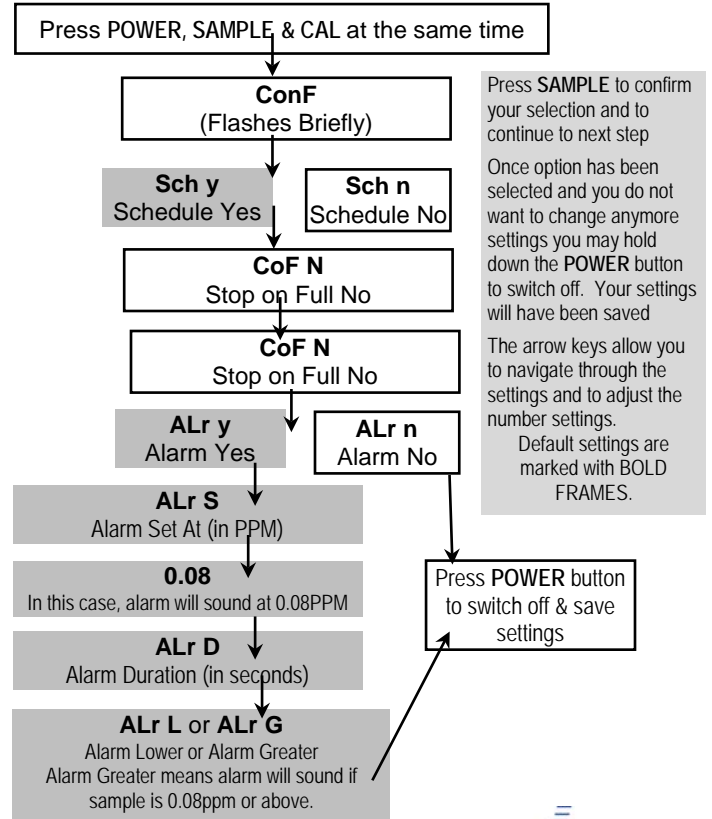 Press POWER, SAMPLE & CAL at the same time
ConF
(Flashes Briefly)
Sch y
Schedule Yes
Sch n
Schedule No
CoF N
Stop on Full No
CoF N
Stop on Full No
ALr y
Alarm Yes
ALr n
Alarm No
ALr S
Alarm Set At (in PPM)
0.08
In this case, alarm will sound at 0.08PPM
ALr D
Alarm Duration (in seconds)
ALr L or ALr G
Alarm Lower or Alarm Greater
Alarm Greater means alarm will sound if
sample is 0.08ppm or above.
Press POWER button
to switch off & save
settings
Press SAMPLE to confirm
your selection and to
continue to next step
Once option has been
selected and you do not
want to change anymore
settings you may hold
down the POWER button
to switch off. Your settings
will have been saved
The arrow keys allow you
to navigate through the
settings and to adjust the
number settings.
Default settings are
marked with BOLD
FRAMES.